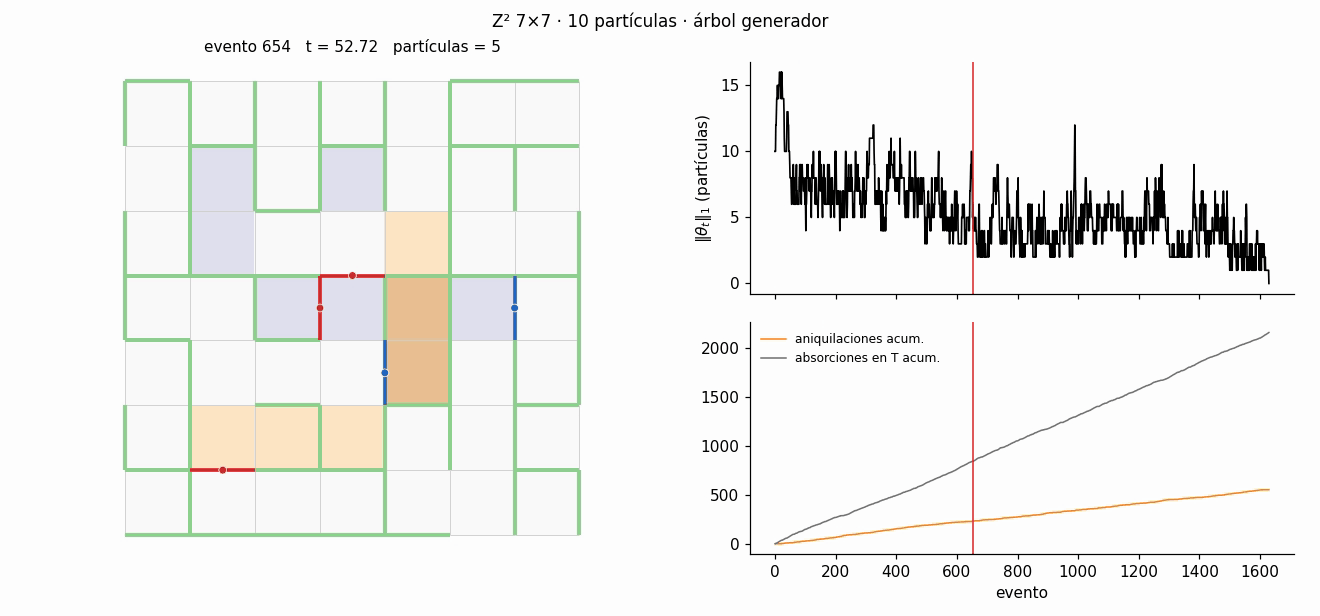 Z² 7×7 · 10 partículas · árbol generador
evento 654   t = 52.72   partículas = 5
‖θₜ‖₁ (partículas)
15
10
5
0
aniquilaciones acum.
absorciones en T acum.
2000
1500
1000
500
0
0 200 400 600 800 1000 1200 1400 1600
evento